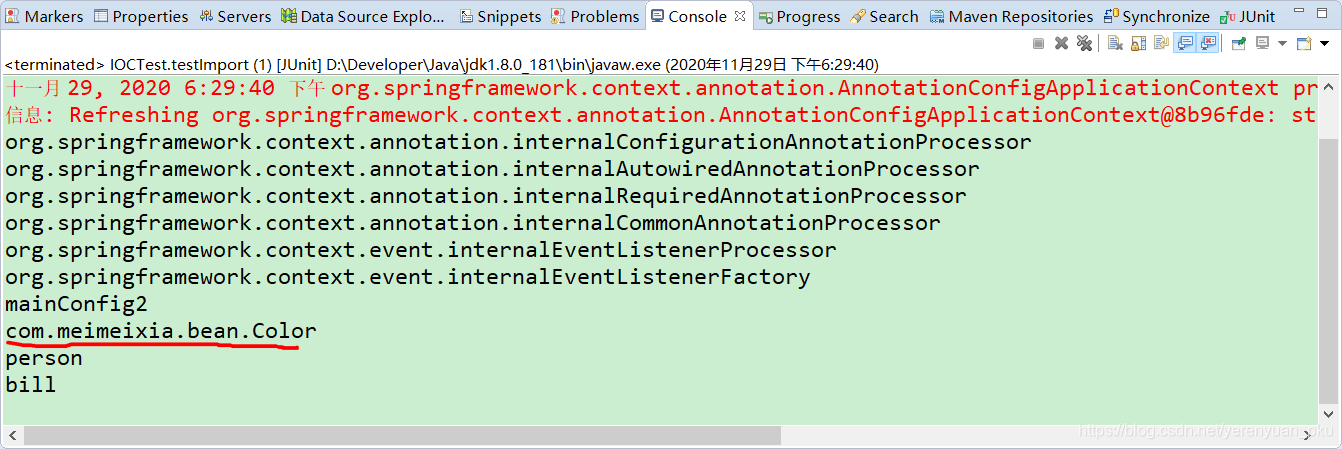 Markers Properties Servers Data Source Explo... Snippets Problems Console Progress Search Maven Repositories Synchronize JUnit
<terminated> IOCTest.testImport (1) [JUnit] D:\Developer\Java\jdk1.8.0_181\bin\javaw.exe (2020年11月29日 下午6:29:40)
十一月 29, 2020 6:29:40 下午 org.springframework.context.annotation.AnnotationConfigApplicationContext pr
信息: Refreshing org.springframework.context.annotation.AnnotationConfigApplicationContext@8b96fde: st
org.springframework.context.annotation.internalConfigurationAnnotationProcessor
org.springframework.context.annotation.internalAutowiredAnnotationProcessor
org.springframework.context.annotation.internalRequiredAnnotationProcessor
org.springframework.context.annotation.internalCommonAnnotationProcessor
org.springframework.context.event.internalEventListenerProcessor
org.springframework.context.event.internalEventListenerFactory
mainConfig2
com.meimeixia.bean.Color
person
bill
https://blog.csdn.net/yerenyuan_pku